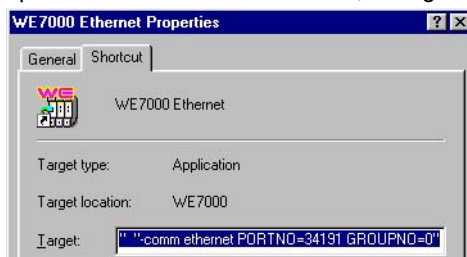 WE7000 Ethernet Properties ? ×
General Shortcut
WE7000 Ethernet
Target type: Application
Target location: WE7000
Target: " "-comm ethernet PORTNO=34191 GROUPNO=0"